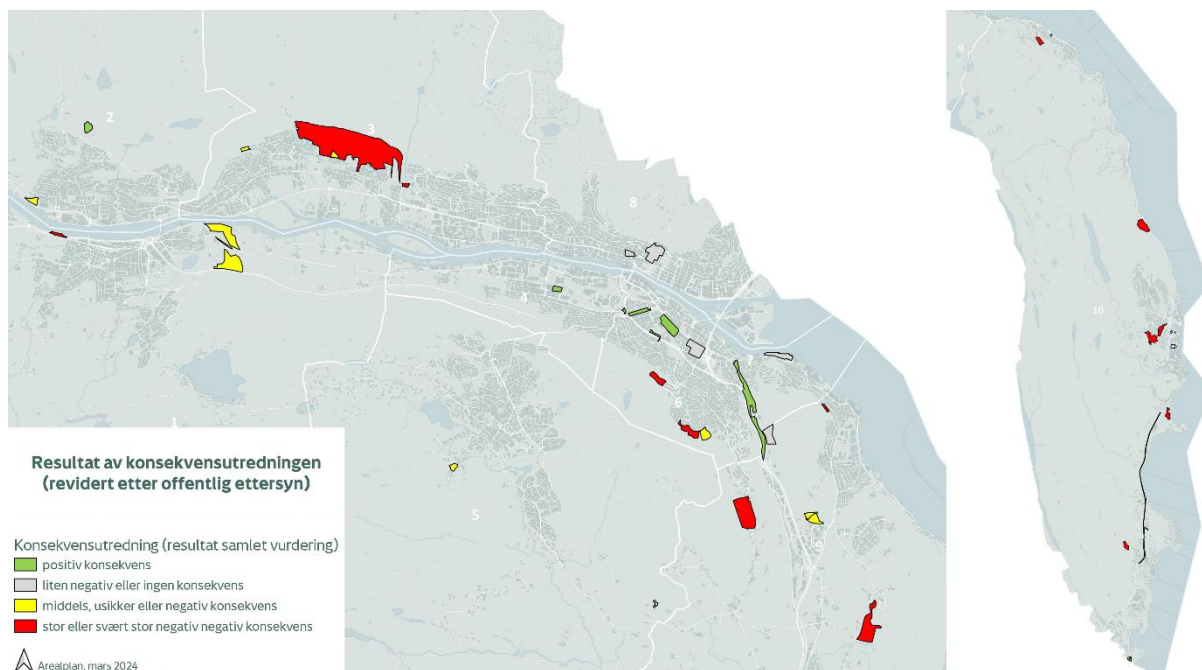 2
3
8
9
10
4
7
6
1
5
9
Resultat av konsekvensutredningen
(revidert etter offentlig ettersyn)
Konsekvensutredning (resultat samlet vurdering)
positiv konsekvens
liten negativ eller ingen konsekvens
middels, usikker eller negativ konsekvens
stor eller svært stor negativ negativ konsekvens
Arealplan, mars 2024